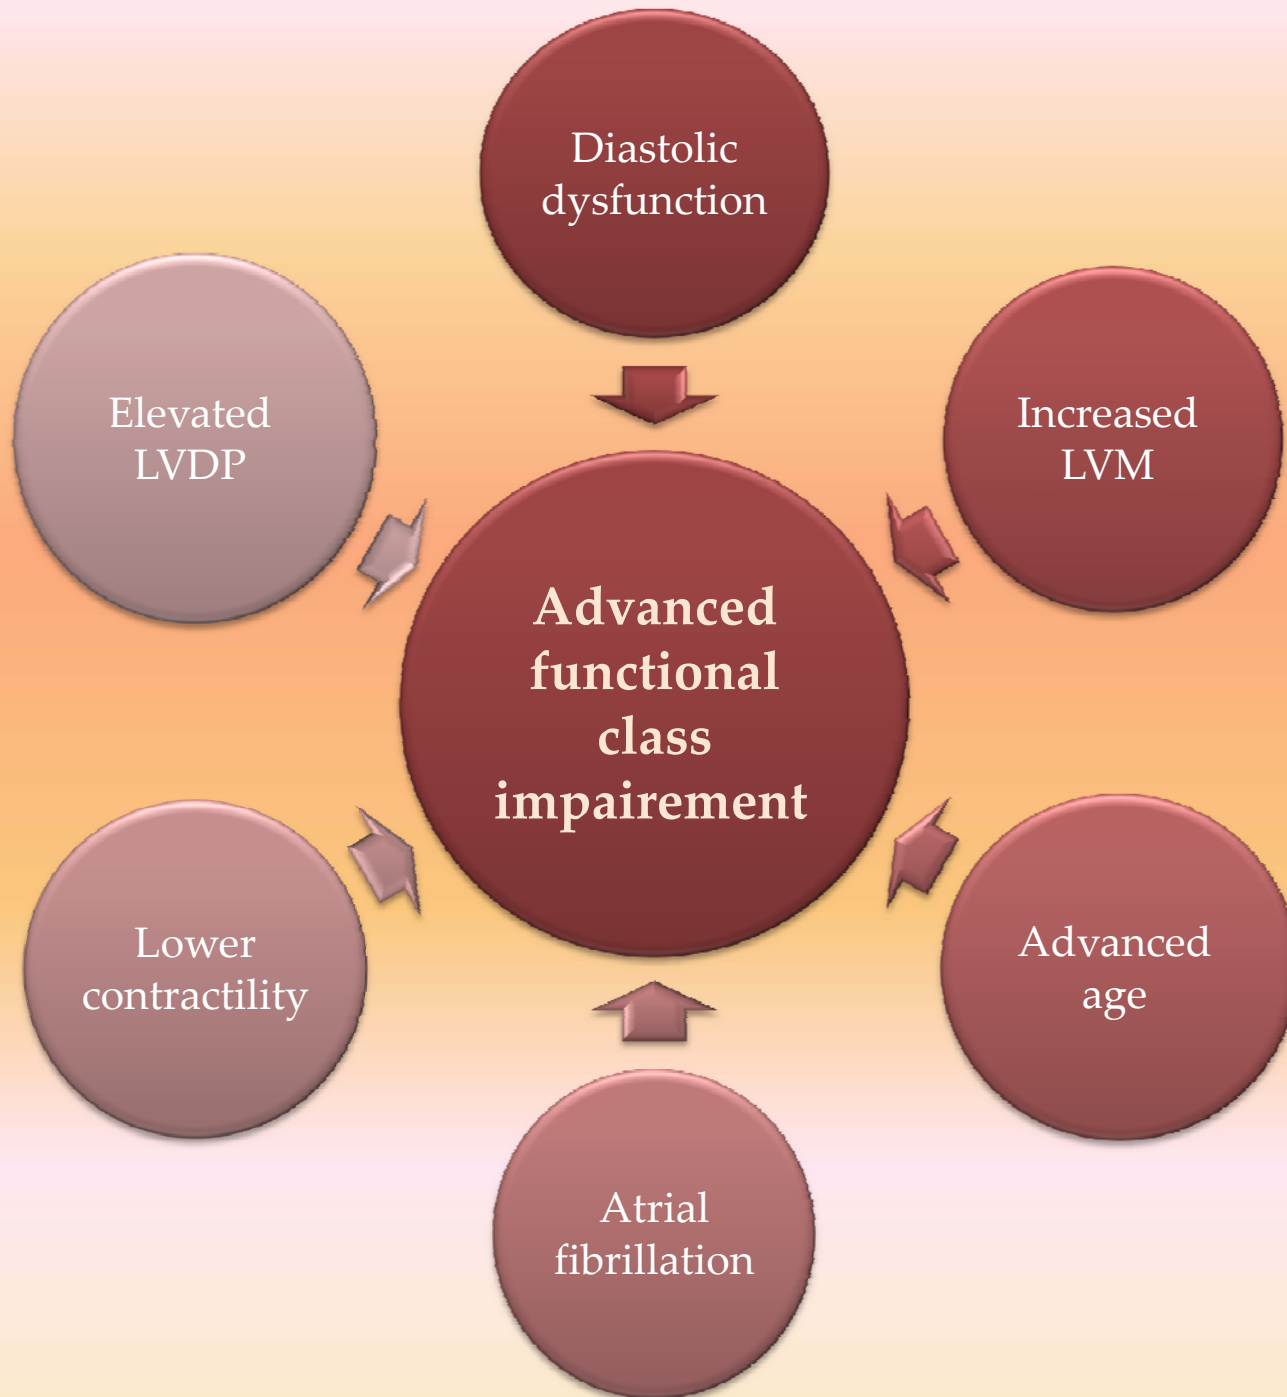 Diastolic
dysfunction
Elevated
LVDP
Increased
LVM
Advanced
functional
class
impairement
Lower
contractility
Advanced
age
Atrial
fibrillation